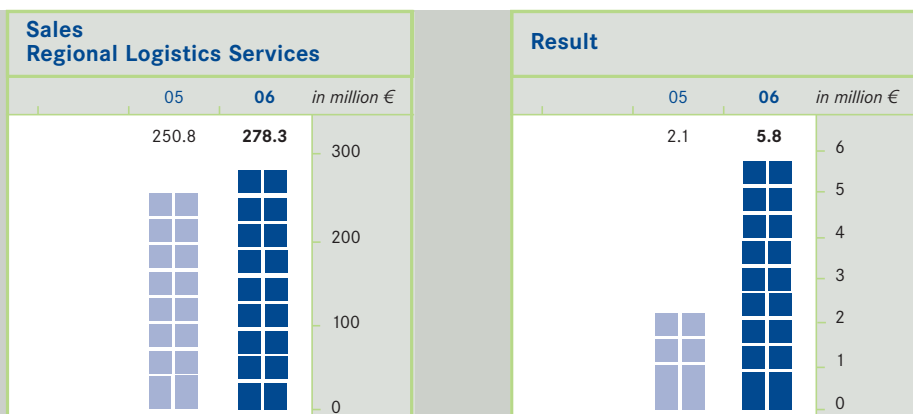 Sales
Regional Logistics Services
05 06 in million €
250.8 278.3
300
200
100
0
Result
05 06 in million €
2.1 5.8
6
5
4
3
2
1
0